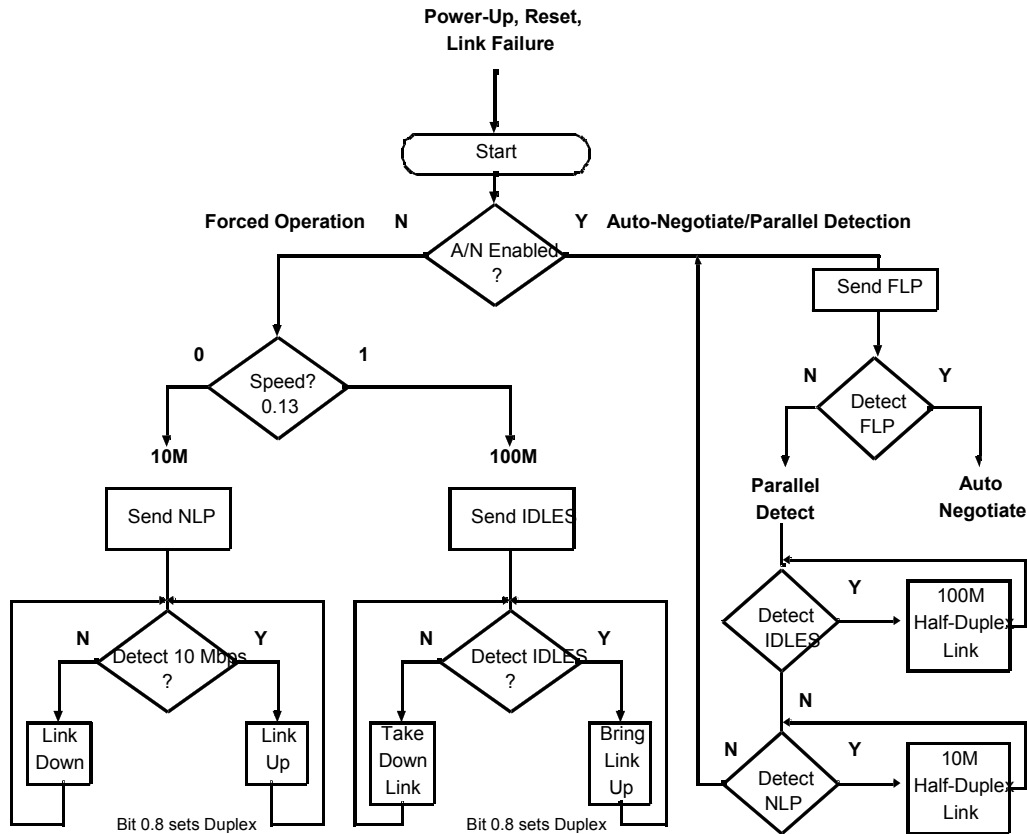 Power-Up, Reset,
Link Failure
Start
Forced Operation
N
Y
Auto-Negotiate/Parallel Detection
A/N Enabled
?
Send FLP
0
1
Speed?
0.13
N
Y
Detect
FLP
10M
100M
Parallel
Detect
Auto
Negotiate
Send NLP
Send IDLES
Y
Detect
IDLES
100M
Half-Duplex
Link
N
Y
Detect 10 Mbps
?
N
Y
Detect IDLES
?
N
Link
Down
Link
Up
Take
Down
Link
Bring
Link
Up
N
Y
Detect
NLP
10M
Half-Duplex
Link
Bit 0.8 sets Duplex
Bit 0.8 sets Duplex